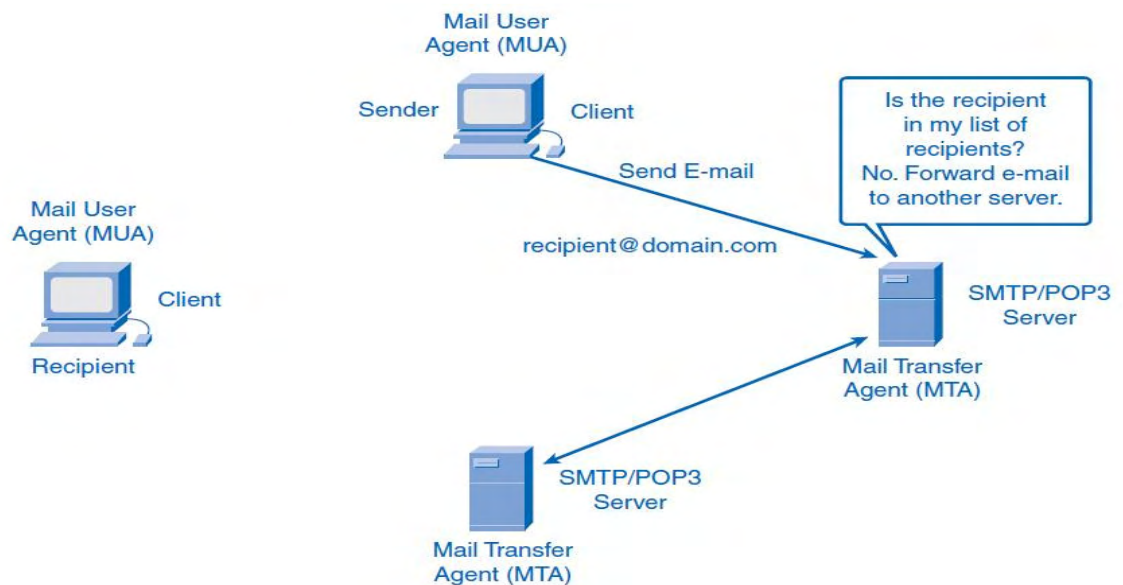 Mail User
Agent (MUA)
Sender
Client
Is the recipient
in my list of
recipients?
No. Forward e-mail
to another server.
Send E-mail
recipient@domain.com
Mail User
Agent (MUA)
Client
Recipient
SMTP/POP3
Server
Mail Transfer
Agent (MTA)
SMTP/POP3
Server
Mail Transfer
Agent (MTA)